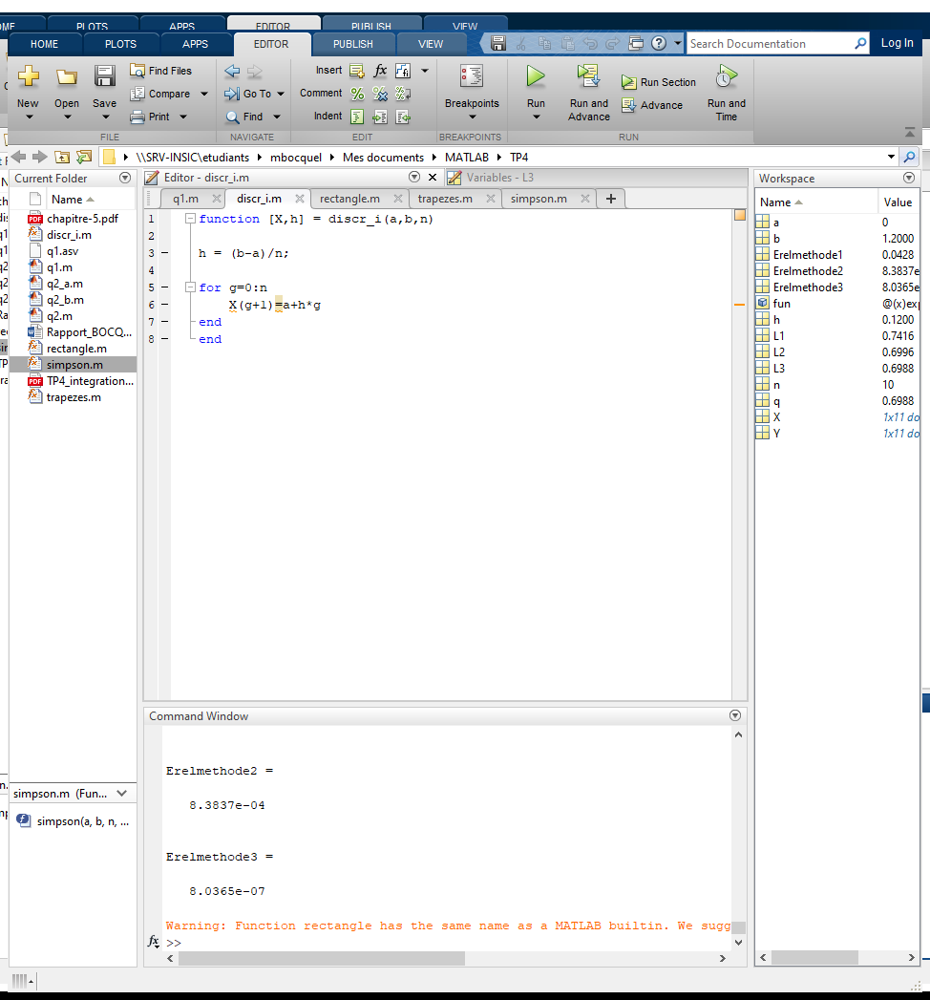 PLOTS APPS EDITOR PUBLISH VIEW
HOME PLOTS APPS EDITOR PUBLISH VIEW Search Documentation Log In
New Open Save Find Files Compare Print
FILE
Go To Find
NAVIGATE
Insert fx
Comment
Indent
EDIT
Breakpoints
BREAKPOINTS
Run Run and Advance Run Section Advance Run and Time
RUN
\\SRV-INSIC\etudiants mbocquel Mes documents MATLAB TP4
Current Folder
Name
chapitre-5.pdf
discr_i.m
q1.asv
q1.m
q2_a.m
q2_b.m
q2.m
Rapport_BOCQ...
rectangle.m
simpson.m
TP4_integration...
trapezes.m
simpson.m (Fun...
simpson(a, b, n, ...
Editor - discr_i.m Variables - L3
q1.m discr_i.m rectangle.m trapezes.m simpson.m +
1 function [X,h] = discr_i(a,b,n)
2
3 – h = (b-a)/n;
4
5 – for g=0:n
6 – X(g+1)=a+h*g
7 – end
8 – end
Command Window
Erelmethode2 =
8.3837e-04
Erelmethode3 =
8.0365e-07
Warning: Function rectangle has the same name as a MATLAB builtin. We sugg
fx >>
Workspace
Name Value
a 0
b 1.2000
Erelmethode1 0.0428
Erelmethode2 8.3837e
Erelmethode3 8.0365e
fun @(x)exp
h 0.1200
L1 0.7416
L2 0.6996
L3 0.6988
n 10
q 0.6988
X 1x11 do
Y 1x11 do